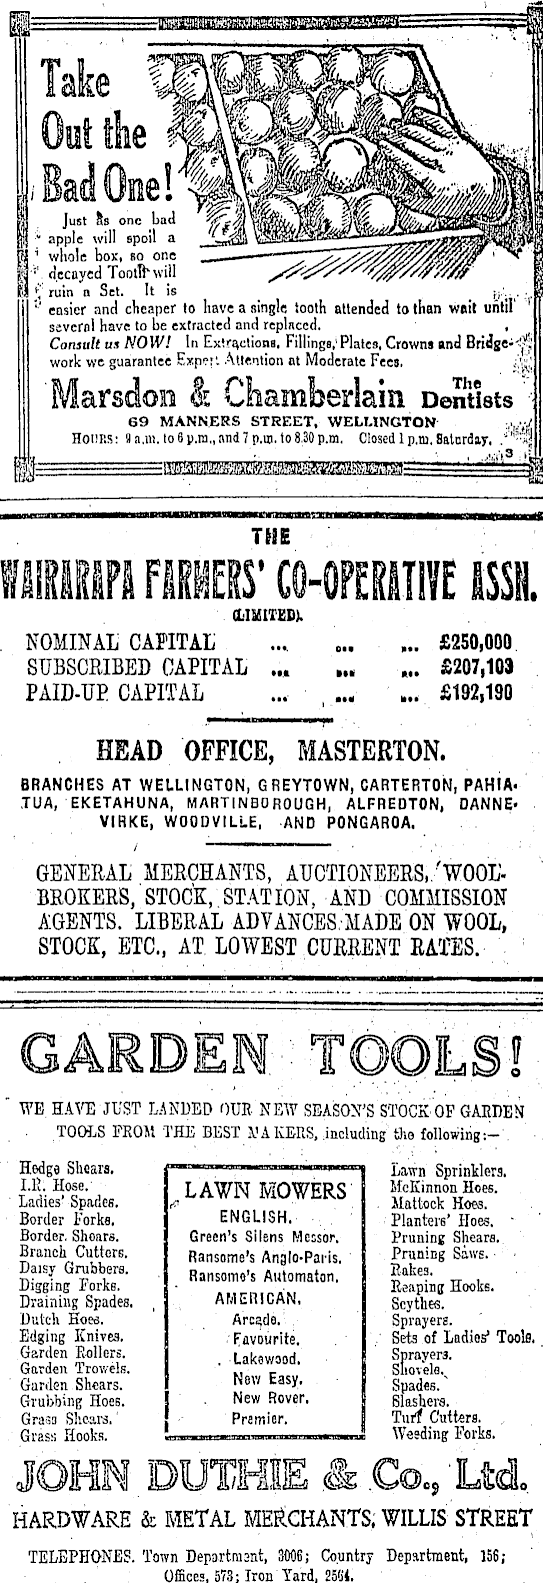 Take
Out the
Bad One!
Just as one bad
apple will spoil a
whole box, so one
decayed Tooth will
ruin a Set. It is
easier and cheaper to have a single tooth attended to than wait until
several have to be extracted and replaced.
Consult us NOW! In Extractions, Fillings, Plates, Crowns and Bridge-
work we guarantee Expert Attention at Moderate Fees.
Marsdon & Chamberlain The Dentists
69 MANNERS STREET, WELLINGTON
HOURS: 9 a.m. to 6 p.m., and 7 p.m. to 8.30 p.m. Closed 1 p.m. Saturday.
3
THE
WAIRARAPA FARMERS' CO-OPERATIVE ASSN.
(LIMITED).
NOMINAL CAPITAL ... ... ... £250,000
SUBSCRIBED CAPITAL ... ... ... £207,103
PAID-UP CAPITAL ... ... ... £192,190
HEAD OFFICE, MASTERTON.
BRANCHES AT WELLINGTON, GREYTOWN, CARTERTON, PAHIA-
TUA, EKETAHUNA, MARTINBOROUGH, ALFREDTON, DANNE-
VIRKE, WOODVILLE, AND PONGAROA.
GENERAL MERCHANTS, AUCTIONEERS, WOOL-
BROKERS, STOCK, STATION, AND COMMISSION
AGENTS. LIBERAL ADVANCES MADE ON WOOL,
STOCK, ETC., AT LOWEST CURRENT RATES.
GARDEN TOOLS!
WE HAVE JUST LANDED OUR NEW SEASON'S STOCK OF GARDEN
TOOLS FROM THE BEST MAKERS, including the following:—
Hedge Shears.
I.R. Hose.
Ladies' Spades.
Border Forks.
Border Shears.
Branch Cutters.
Daisy Grubbers.
Digging Forks.
Draining Spades.
Dutch Hoes.
Edging Knives.
Garden Rollers.
Garden Trowels.
Garden Shears.
Grubbing Hoes.
Grass Shears.
Grass Hooks.
LAWN MOWERS
ENGLISH.
Green's Silens Messor.
Ransome's Anglo-Paris.
Ransome's Automaton.
AMERICAN.
Arcade.
Favourite.
Lakewood.
New Easy.
New Rover.
Premier.
Lawn Sprinklers.
McKinnon Hoes.
Mattock Hoes.
Planters' Hoes.
Pruning Shears.
Pruning Saws.
Rakes.
Reaping Hooks.
Scythes.
Sprayers.
Sets of Ladies' Tools.
Sprayers.
Shovels.
Spades.
Slashers.
Turf Cutters.
Weeding Forks.
JOHN DUTHIE & Co., Ltd.
HARDWARE & METAL MERCHANTS, WILLIS STREET
TELEPHONES. Town Department, 3006; Country Department, 156;
Offices, 573; Iron Yard, 2564.